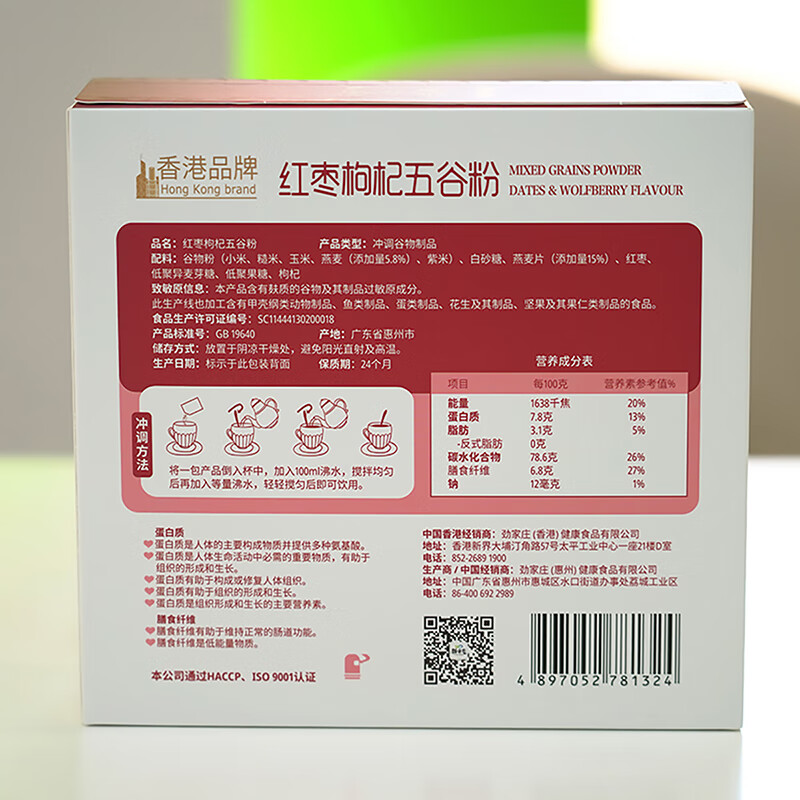 香港品牌
Hong Kong brand
红枣枸杞五谷粉
MIXED GRAINS POWDER
DATES & WOLFBERRY FLAVOUR
品名：红枣枸杞五谷粉 产品类型：冲调谷物制品
配料：谷物粉（小米、糙米、玉米、燕麦（添加量5.8%）、紫米）、白砂糖、燕麦片（添加量15%）、红枣、
低聚异麦芽糖、低聚果糖、枸杞
致敏原信息：本产品含有麸质的谷物及其制品过敏原成分。
此生产线也加工含有甲壳纲类动物制品、鱼类制品、蛋类制品、花生及其制品、坚果及其果仁类制品的食品。
食品生产许可证编号：SC11444130200018
产品标准号：GB 19640 产地：广东省惠州市
储存方式：放置于阴凉干燥处，避免阳光直射及高温。
生产日期：标示于此包装背面 保质期：24个月
冲调方法
将一包产品倒入杯中，加入100ml沸水，搅拌均匀
后再加入等量沸水，轻轻搅匀后即可饮用。
营养成分表
项目 每100克 营养素参考值%
能量 1638千焦 20%
蛋白质 7.8克 13%
脂肪 3.1克 5%
-反式脂肪 0克
碳水化合物 78.6克 26%
膳食纤维 6.8克 27%
钠 12毫克 1%
蛋白质
蛋白质是人体的主要构成物质并提供多种氨基酸。
蛋白质是人体生命活动中必需的重要物质，有助于
组织的形成和生长。
蛋白质有助于构成或修复人体组织。
蛋白质有助于组织的形成和生长。
蛋白质是组织形成和生长的主要营养素。
膳食纤维
膳食纤维有助于维持正常的肠道功能。
膳食纤维是低能量物质。
本公司通过HACCP、ISO 9001认证
中国香港经销商：劲家庄（香港）健康食品有限公司
地址：香港新界大埔汀角路57号太平工业中心一座21楼D室
电话：852-2689 1900
生产商 / 中国经销商：劲家庄（惠州）健康食品有限公司
地址：中国广东省惠州市惠城区水口街道办事处荔城工业区
电话：86-400 692 2989
4 897052 781324